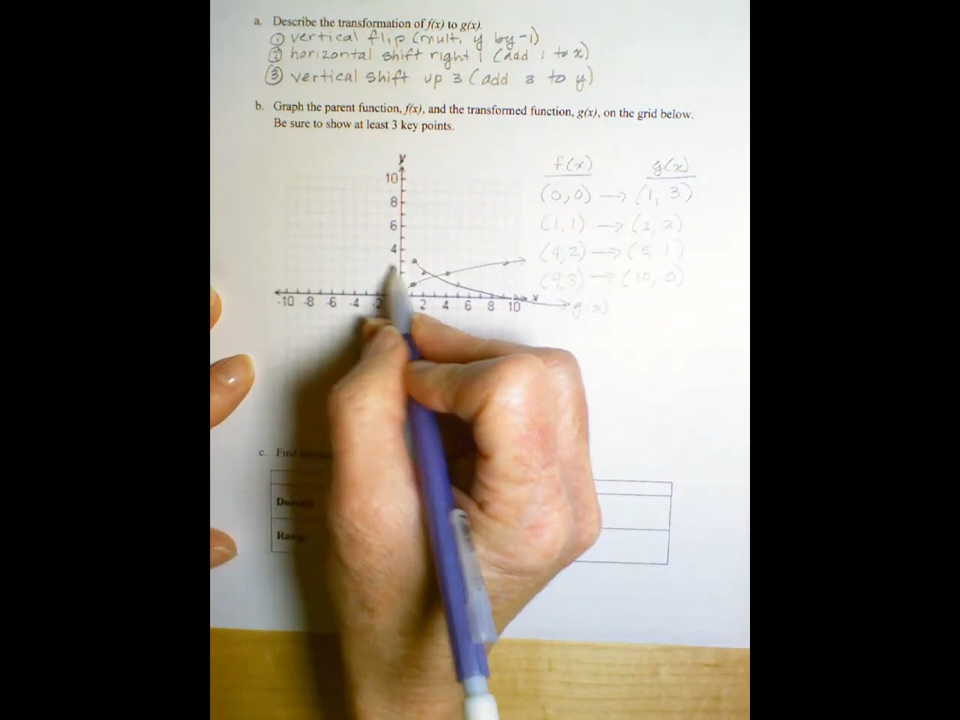 a. Describe the transformation of f(x) to g(x).
① vertical flip (mult. y by -1)
② horizontal shift right 1 (add 1 to x)
③ vertical shift up 3 (add 3 to y)
b. Graph the parent function, f(x), and the transformed function, g(x), on the grid below.
Be sure to show at least 3 key points.
f(x) g(x)
(0,0) → (1, 3)
(1,1) → (2, 2)
(4,2) → (5, 1)
(9,3) → (10, 0)
y
10
8
6
4
-10 -8 -6 -4 -2 2 4 6 8 10 x
g(x)
c. Find